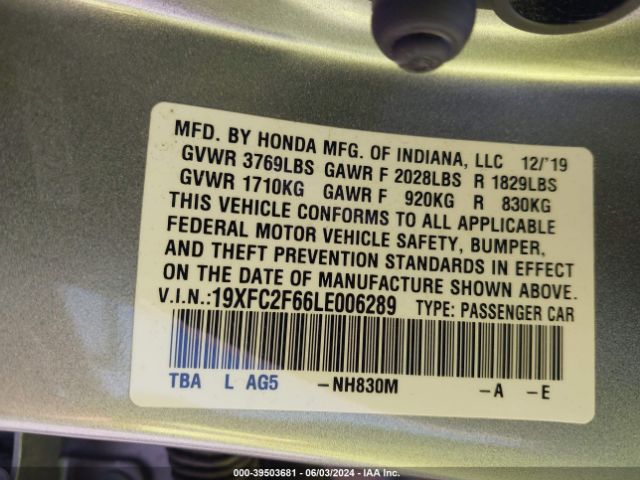 MFD. BY HONDA MFG. OF INDIANA, LLC 12/'19
GVWR 3769LBS GAWR F 2028LBS R 1829LBS
GVWR 1710KG GAWR F 920KG R 830KG
THIS VEHICLE CONFORMS TO ALL APPLICABLE
FEDERAL MOTOR VEHICLE SAFETY, BUMPER,
AND THEFT PREVENTION STANDARDS IN EFFECT
ON THE DATE OF MANUFACTURE SHOWN ABOVE.
V.I.N.:19XFC2F66LE006289 TYPE: PASSENGER CAR
TBA L AG5 -NH830M -A -E
000-39503681 - 06/03/2024 - IAA Inc.